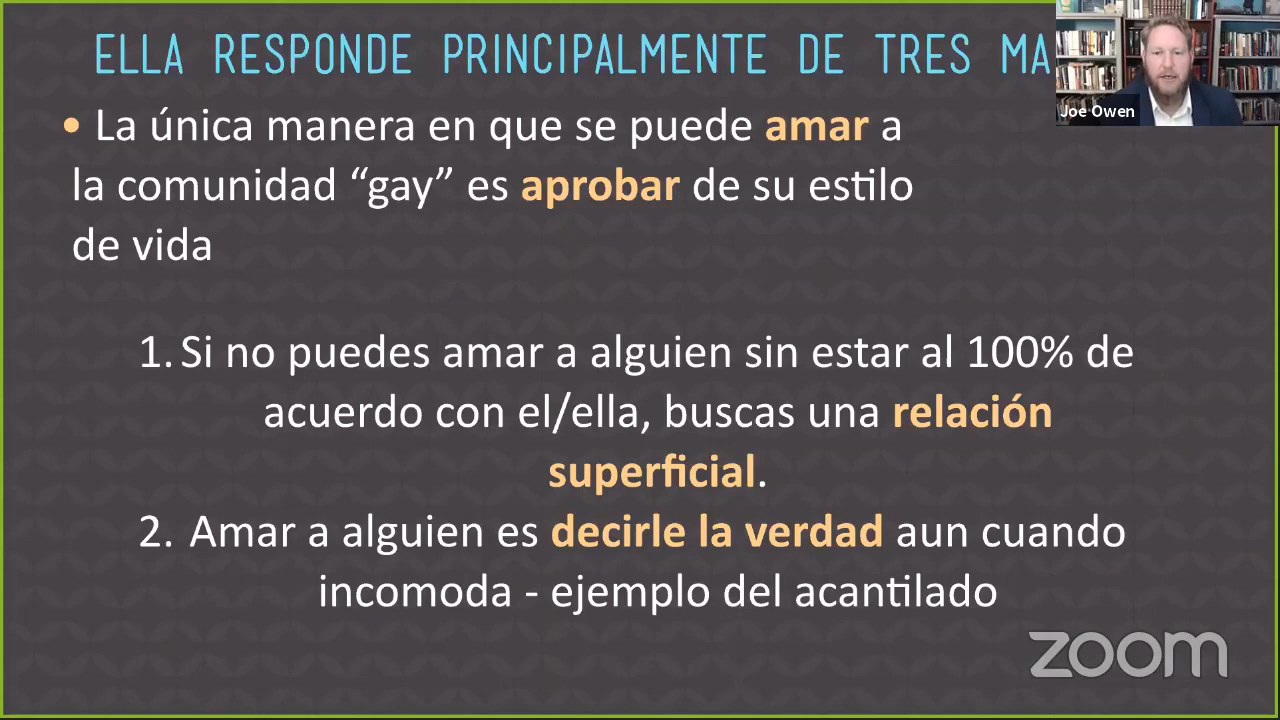 ELLA RESPONDE PRINCIPALMENTE DE TRES MA
Joe Owen
• La única manera en que se puede amar a
la comunidad “gay” es aprobar de su estilo
de vida
1. Si no puedes amar a alguien sin estar al 100% de
acuerdo con el/ella, buscas una relación
superficial.
2. Amar a alguien es decirle la verdad aun cuando
incomoda - ejemplo del acantilado
zoom